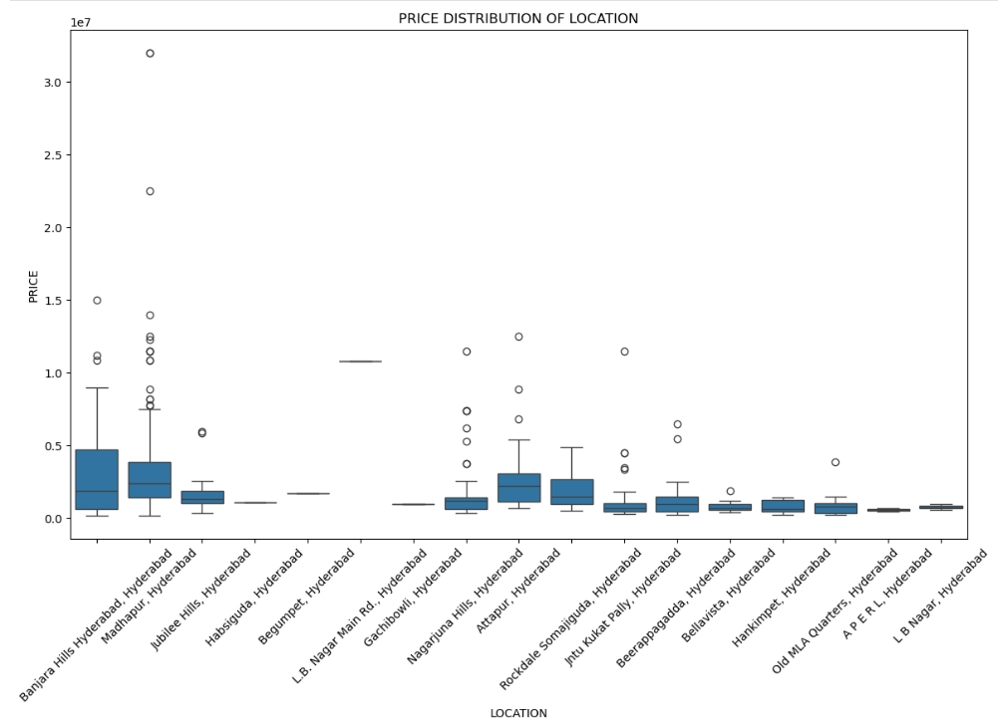 PRICE DISTRIBUTION OF LOCATION
1e7
3.0
2.5
2.0
1.5
1.0
0.5
0.0
PRICE
Banjara Hills Hyderabad, Hyderabad
Madhapur, Hyderabad
Jubilee Hills, Hyderabad
Habsiguda, Hyderabad
Begumpet, Hyderabad
L.B. Nagar Main Rd., Hyderabad
Gachibowli, Hyderabad
Nagarjuna Hills, Hyderabad
Attapur, Hyderabad
Rockdale Somajiguda, Hyderabad
Jntu Kukat Pally, Hyderabad
Beerappagadda, Hyderabad
Bellavista, Hyderabad
Hankimpet, Hyderabad
Old MLA Quarters, Hyderabad
A P E R L, Hyderabad
L B Nagar, Hyderabad
LOCATION